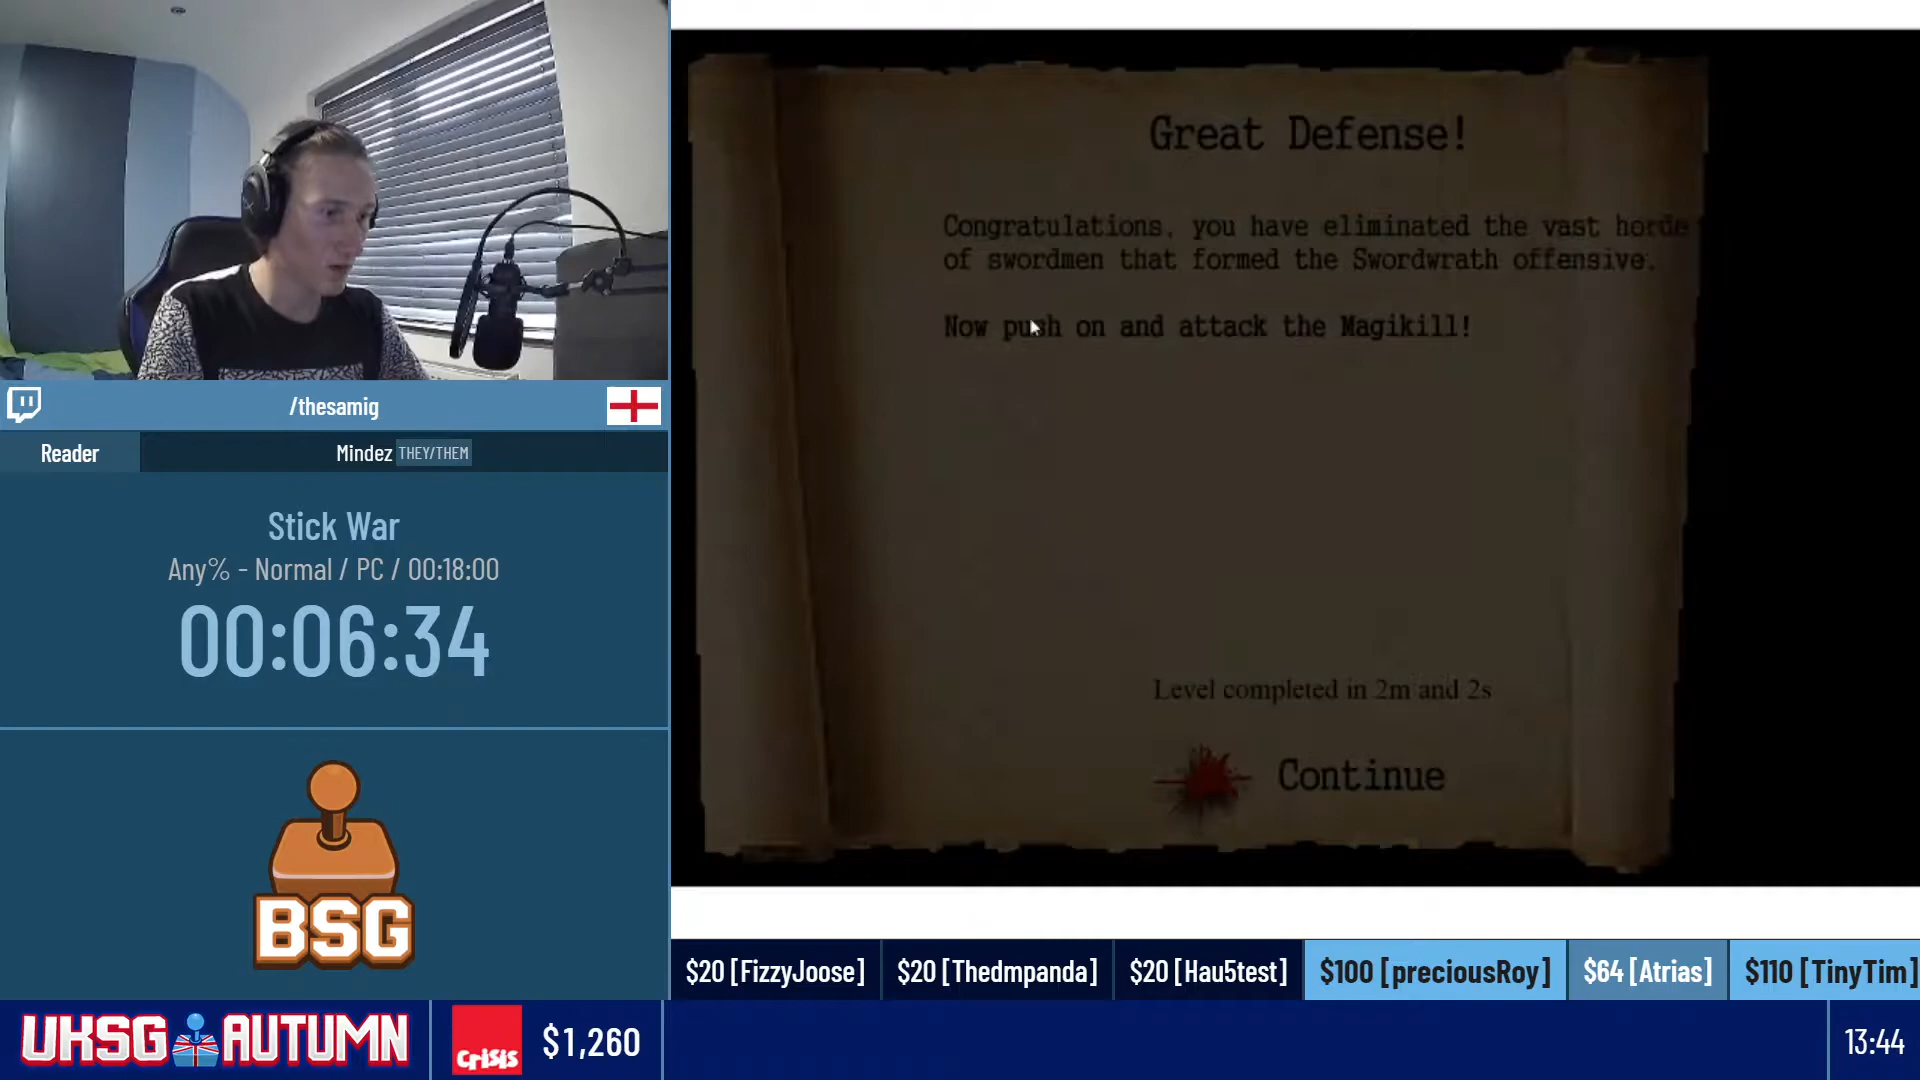 Great Defense!
Congratulations, you have eliminated the vast horde
of swordmen that formed the Swordwrath offensive.
Now push on and attack the Magikill!
Level completed in 2m and 2s
Continue
/thesamig
Reader
Mindez THEY/THEM
Stick War
Any% - Normal / PC / 00:18:00
00:06:34
BSG
$20 [FizzyJoose] $20 [Thedmpanda] $20 [Hau5test] $100 [preciousRoy] $64 [Atrias] $110 [TinyTim]
UKSG AUTUMN CRISIS $1,260 13:44